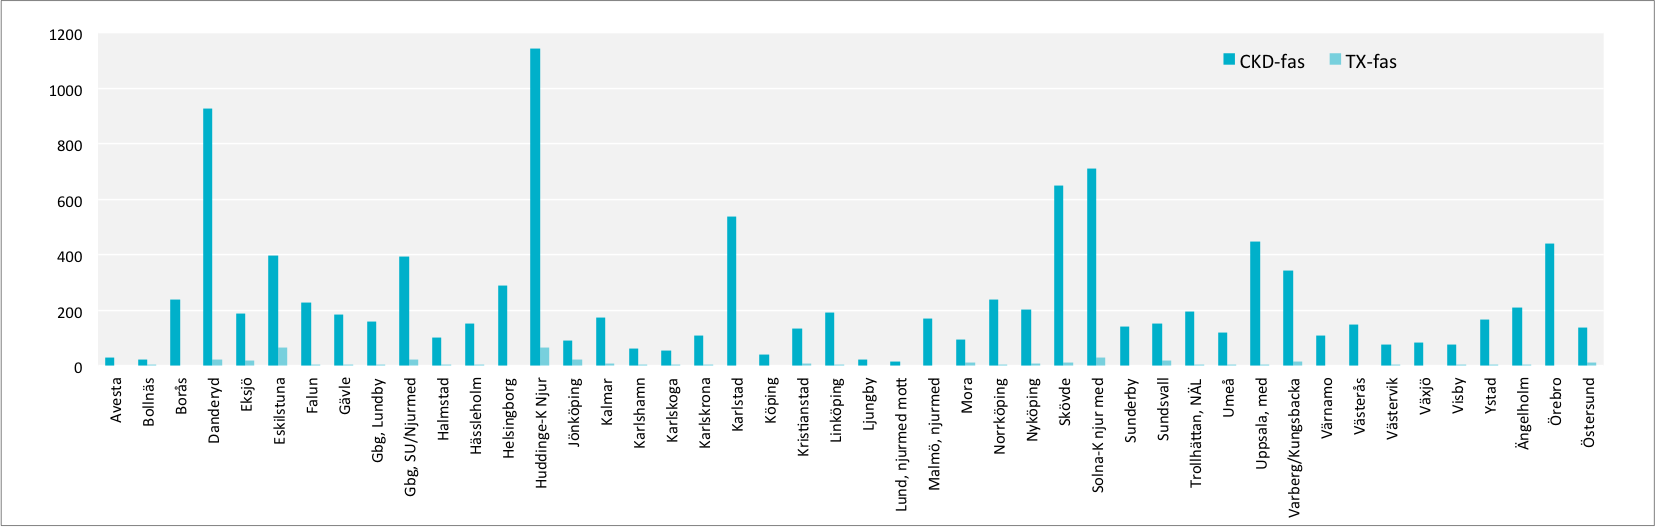 1200
1000
800
600
400
200
0
CKD-fas
TX-fas
Avesta
Bollnäs
Borås
Danderyd
Eksjö
Eskilstuna
Falun
Gävle
Gbg, Lundby
Gbg, SU/Njurmed
Halmstad
Hässleholm
Helsingborg
Huddinge-K Njur
Jönköping
Kalmar
Karlshamn
Karlskoga
Karlskrona
Karlstad
Köping
Kristianstad
Linköping
Ljungby
Lund, njurmed mott
Malmö, njurmed
Mora
Norrköping
Nyköping
Skövde
Solna-K njur med
Sunderby
Sundsvall
Trollhättan, NÄL
Umeå
Uppsala, med
Varberg/Kungsbacka
Värnamo
Västerås
Västervik
Växjö
Visby
Ystad
Ängelholm
Örebro
Östersund